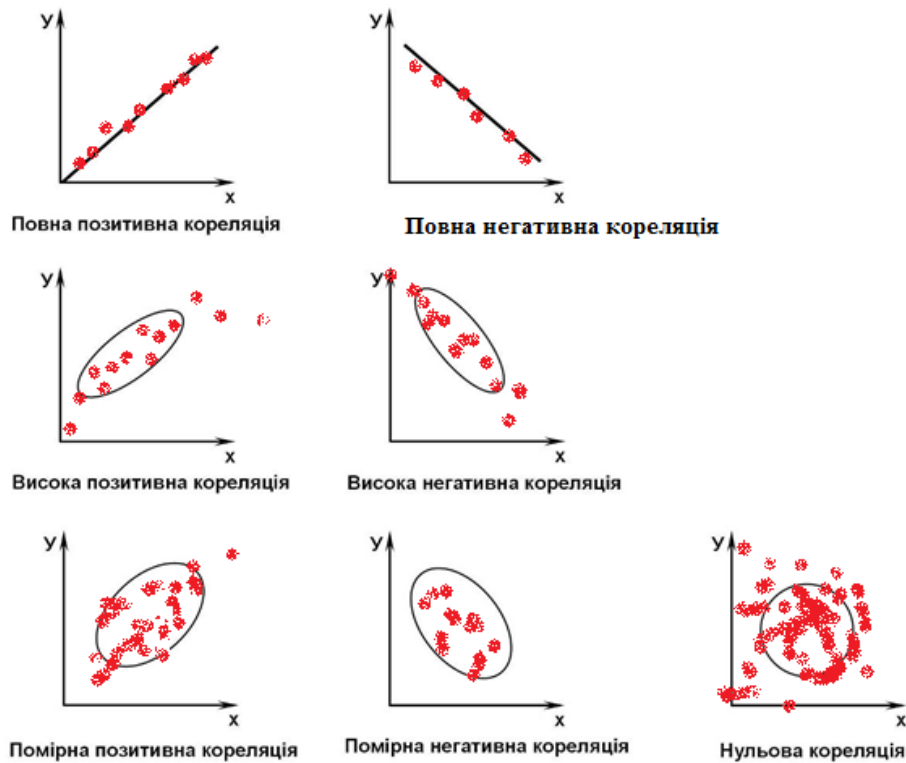 У У
х х
Повна позитивна кореляція Повна негативна кореляція
У У
х х
Висока позитивна кореляція Висока негативна кореляція
У У У
х х х
Помірна позитивна кореляція Помірна негативна кореляція Нульова кореляція